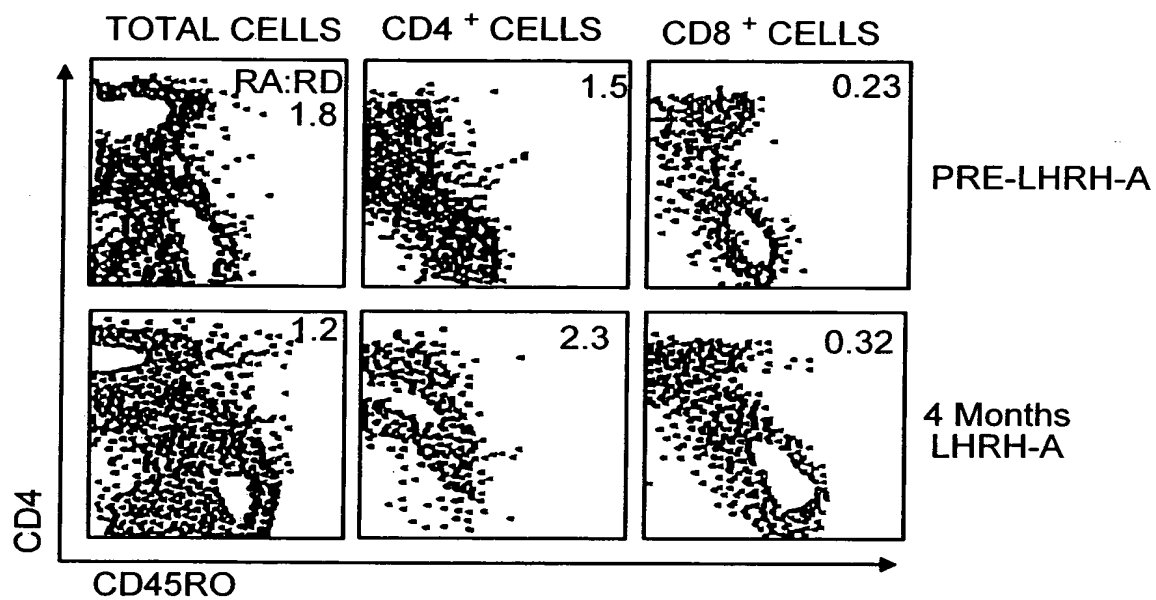 TOTAL CELLS
CD4 + CELLS
CD8 + CELLS
RA:RD
1.8
1.5
0.23
PRE-LHRH-A
1.2
2.3
0.32
4 Months
LHRH-A
CD4
CD45RO